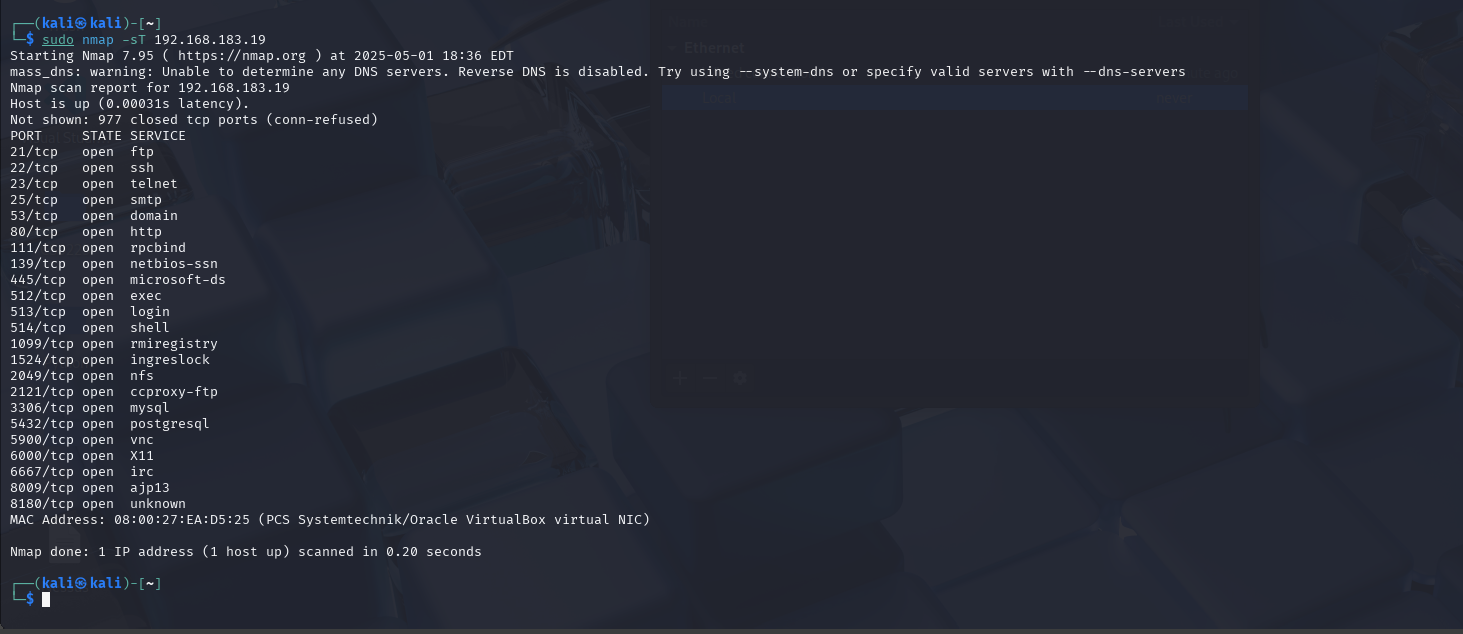 ┌──(kali㉿kali)-[~]
└─$ sudo nmap -sT 192.168.183.19
Starting Nmap 7.95 ( https://nmap.org ) at 2025-05-01 18:36 EDT
mass_dns: warning: Unable to determine any DNS servers. Reverse DNS is disabled. Try using --system-dns or specify valid servers with --dns-servers
Nmap scan report for 192.168.183.19
Host is up (0.00031s latency).
Not shown: 977 closed tcp ports (conn-refused)
PORT     STATE SERVICE
21/tcp   open  ftp
22/tcp   open  ssh
23/tcp   open  telnet
25/tcp   open  smtp
53/tcp   open  domain
80/tcp   open  http
111/tcp  open  rpcbind
139/tcp  open  netbios-ssn
445/tcp  open  microsoft-ds
512/tcp  open  exec
513/tcp  open  login
514/tcp  open  shell
1099/tcp open  rmiregistry
1524/tcp open  ingreslock
2049/tcp open  nfs
2121/tcp open  ccproxy-ftp
3306/tcp open  mysql
5432/tcp open  postgresql
5900/tcp open  vnc
6000/tcp open  X11
6667/tcp open  irc
8009/tcp open  ajp13
8180/tcp open  unknown
MAC Address: 08:00:27:EA:D5:25 (PCS Systemtechnik/Oracle VirtualBox virtual NIC)
Nmap done: 1 IP address (1 host up) scanned in 0.20 seconds
┌──(kali㉿kali)-[~]
└─$
Ethernet